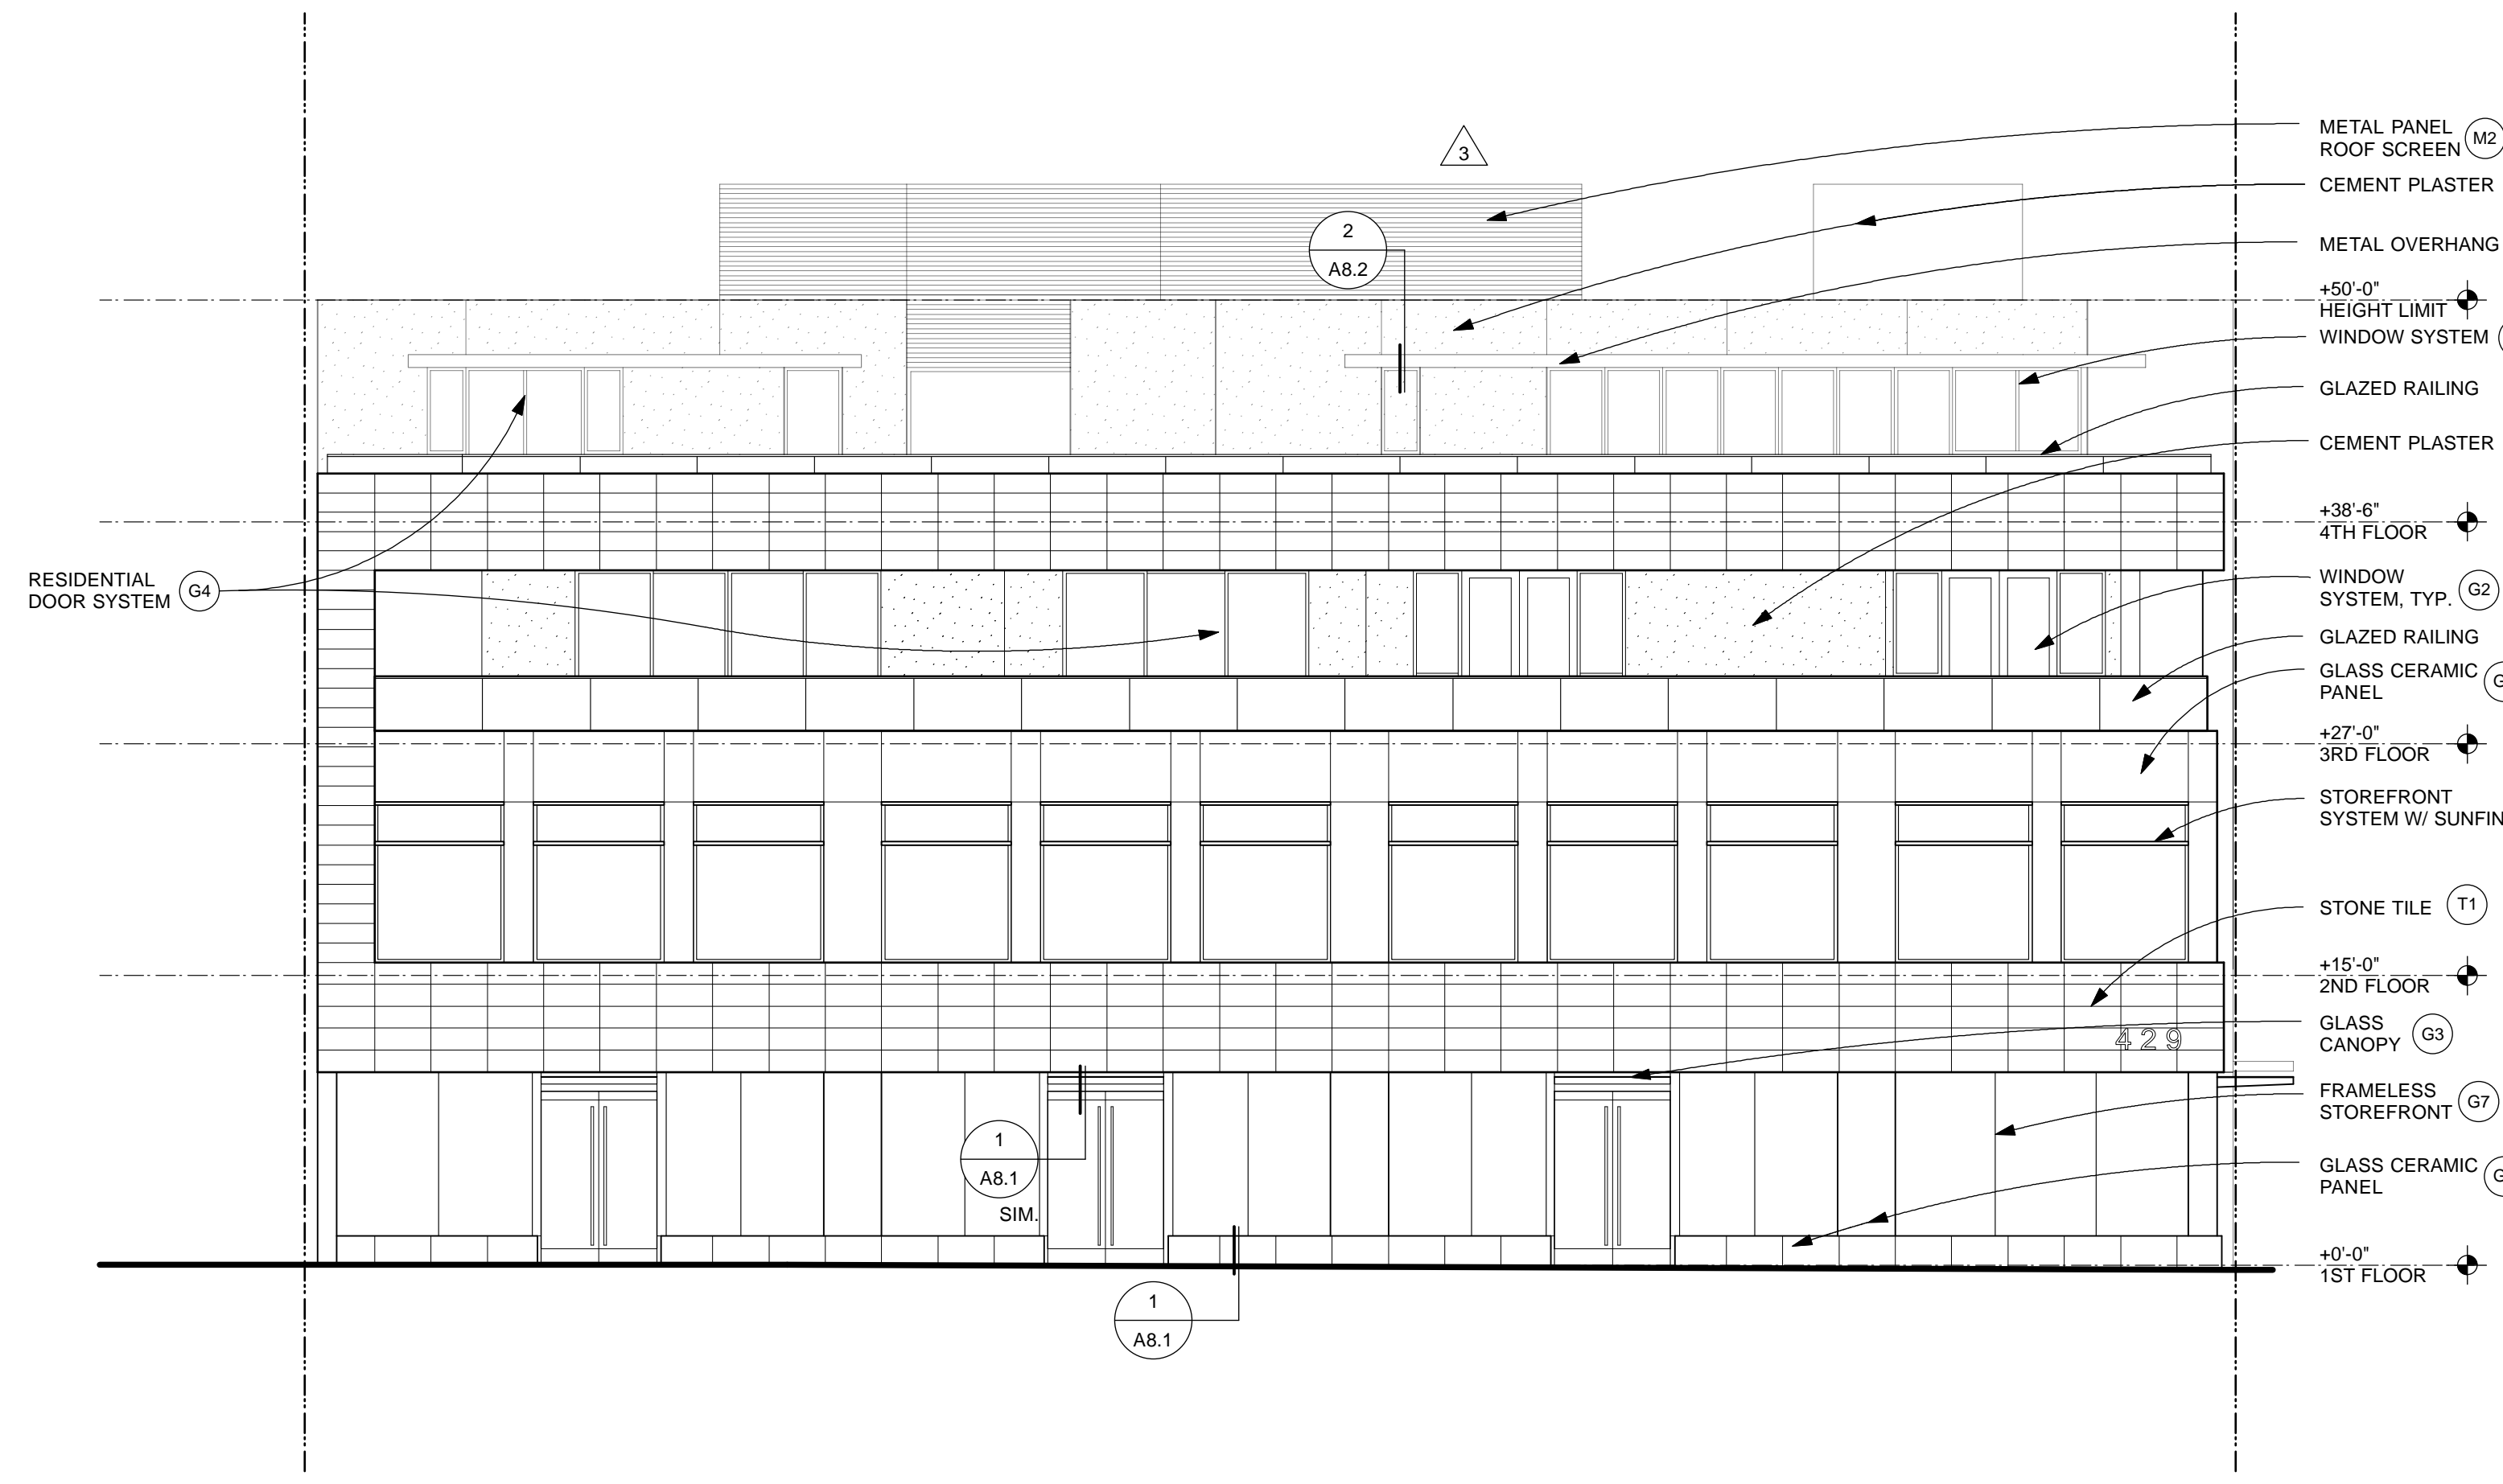 3
METAL PANEL
ROOF SCREEN M2
CEMENT PLASTER
2
A8.2
METAL OVERHANG
+50'-0"
HEIGHT LIMIT
WINDOW SYSTEM
GLAZED RAILING
CEMENT PLASTER
+38'-6"
4TH FLOOR
RESIDENTIAL
DOOR SYSTEM G4
WINDOW
SYSTEM, TYP. G2
GLAZED RAILING
GLASS CERAMIC
PANEL
+27'-0"
3RD FLOOR
STOREFRONT
SYSTEM W/ SUNFIN
STONE TILE T1
+15'-0"
2ND FLOOR
429
GLASS
CANOPY G3
FRAMELESS
STOREFRONT G7
1
A8.1
SIM.
GLASS CERAMIC
PANEL
+0'-0"
1ST FLOOR
1
A8.1